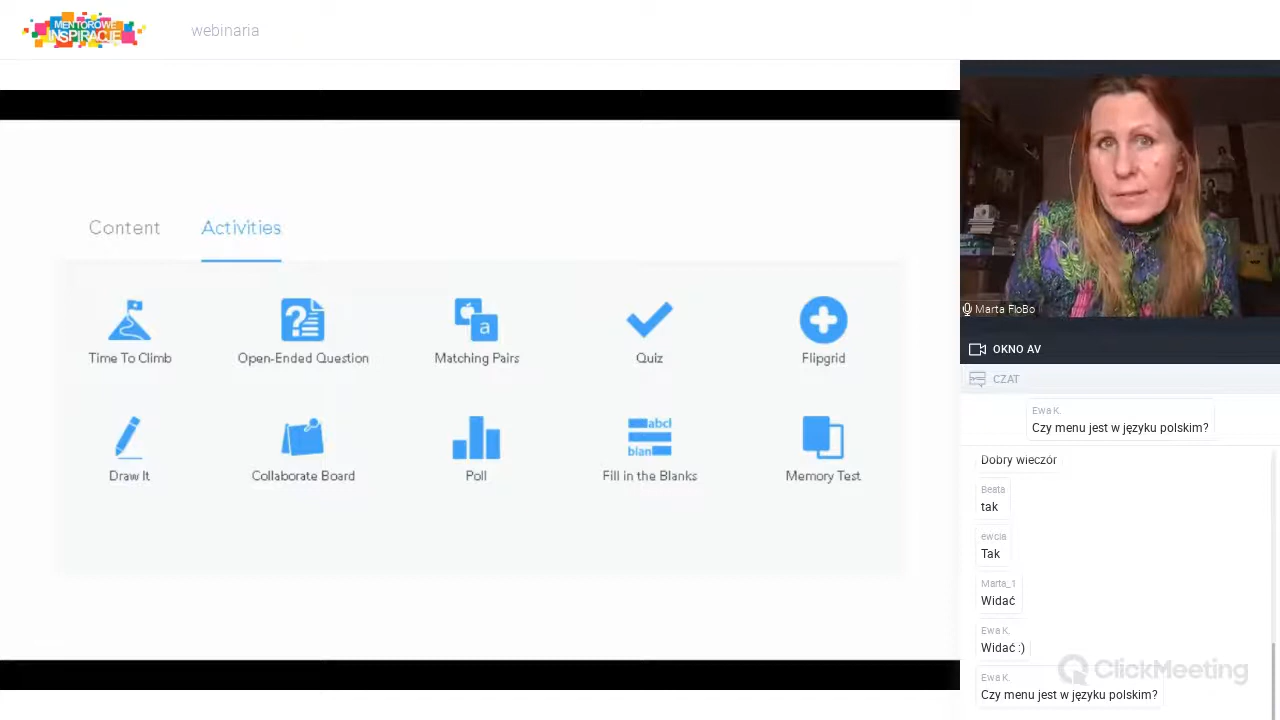 MENTOROWE
INSPIRACJE
webinaria
Content Activities
Time To Climb
Open-Ended Question
Matching Pairs
a
Quiz
Flipgrid
Draw It
Collaborate Board
Poll
abcl
blan
Fill in the Blanks
Memory Test
Marta FloBo
OKNO AV
CZAT
Ewa K.
Czy menu jest w języku polskim?
Dobry wieczór
Beata
tak
ewcia
Tak
Marta_1
Widać
Ewa K.
Widać :)
Ewa K.
Czy menu jest w języku polskim?
ClickMeeting